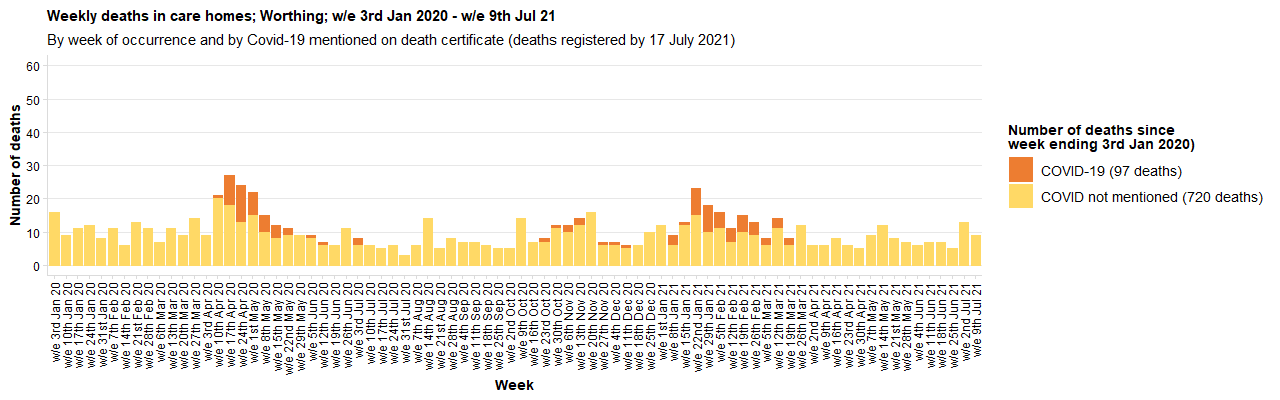 Weekly deaths in care homes; Worthing; w/e 3rd Jan 2020 - w/e 9th Jul 21
By week of occurrence and by Covid-19 mentioned on death certificate (deaths registered by 17 July 2021)
60
50
40
30
20
10
0
Number of deaths
w/e 3rd Jan 20
w/e 10th Jan 20
w/e 17th Jan 20
w/e 24th Jan 20
w/e 31st Jan 20
w/e 7th Feb 20
w/e 14th Feb 20
w/e 21st Feb 20
w/e 28th Feb 20
w/e 6th Mar 20
w/e 13th Mar 20
w/e 20th Mar 20
w/e 27th Mar 20
w/e 3rd Apr 20
w/e 10th Apr 20
w/e 17th Apr 20
w/e 24th Apr 20
w/e 1st May 20
w/e 8th May 20
w/e 15th May 20
w/e 22nd May 20
w/e 29th May 20
w/e 5th Jun 20
w/e 12th Jun 20
w/e 19th Jun 20
w/e 26th Jun 20
w/e 3rd Jul 20
w/e 10th Jul 20
w/e 17th Jul 20
w/e 24th Jul 20
w/e 31st Jul 20
w/e 7th Aug 20
w/e 14th Aug 20
w/e 21st Aug 20
w/e 28th Aug 20
w/e 4th Sep 20
w/e 11th Sep 20
w/e 18th Sep 20
w/e 25th Sep 20
w/e 2nd Oct 20
w/e 9th Oct 20
w/e 16th Oct 20
w/e 23rd Oct 20
w/e 30th Oct 20
w/e 6th Nov 20
w/e 13th Nov 20
w/e 20th Nov 20
w/e 27th Nov 20
w/e 4th Dec 20
w/e 11th Dec 20
w/e 18th Dec 20
w/e 25th Dec 20
w/e 1st Jan 21
w/e 8th Jan 21
w/e 15th Jan 21
w/e 22nd Jan 21
w/e 29th Jan 21
w/e 5th Feb 21
w/e 12th Feb 21
w/e 19th Feb 21
w/e 26th Feb 21
w/e 5th Mar 21
w/e 12th Mar 21
w/e 19th Mar 21
w/e 26th Mar 21
w/e 2nd Apr 21
w/e 9th Apr 21
w/e 16th Apr 21
w/e 23rd Apr 21
w/e 30th Apr 21
w/e 7th May 21
w/e 14th May 21
w/e 21st May 21
w/e 28th May 21
w/e 4th Jun 21
w/e 11th Jun 21
w/e 18th Jun 21
w/e 25th Jun 21
w/e 2nd Jul 21
w/e 9th Jul 21
Week
Number of deaths since
week ending 3rd Jan 2020)
COVID-19 (97 deaths)
COVID not mentioned (720 deaths)